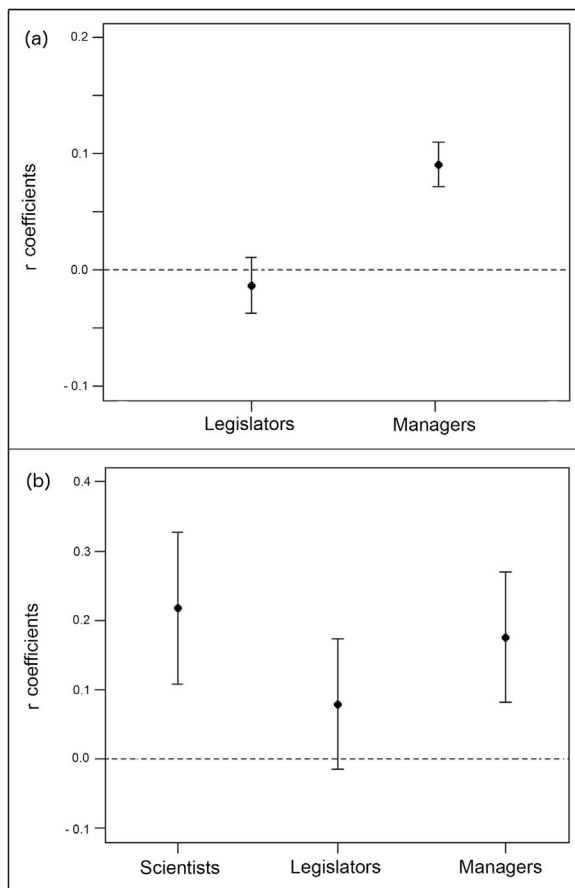 (a)
r coefficients
0.2
0.1
0.0
- 0.1
Legislators Managers
(b)
r coefficients
0.4
0.3
0.2
0.1
0.0
- 0.1
Scientists Legislators Managers